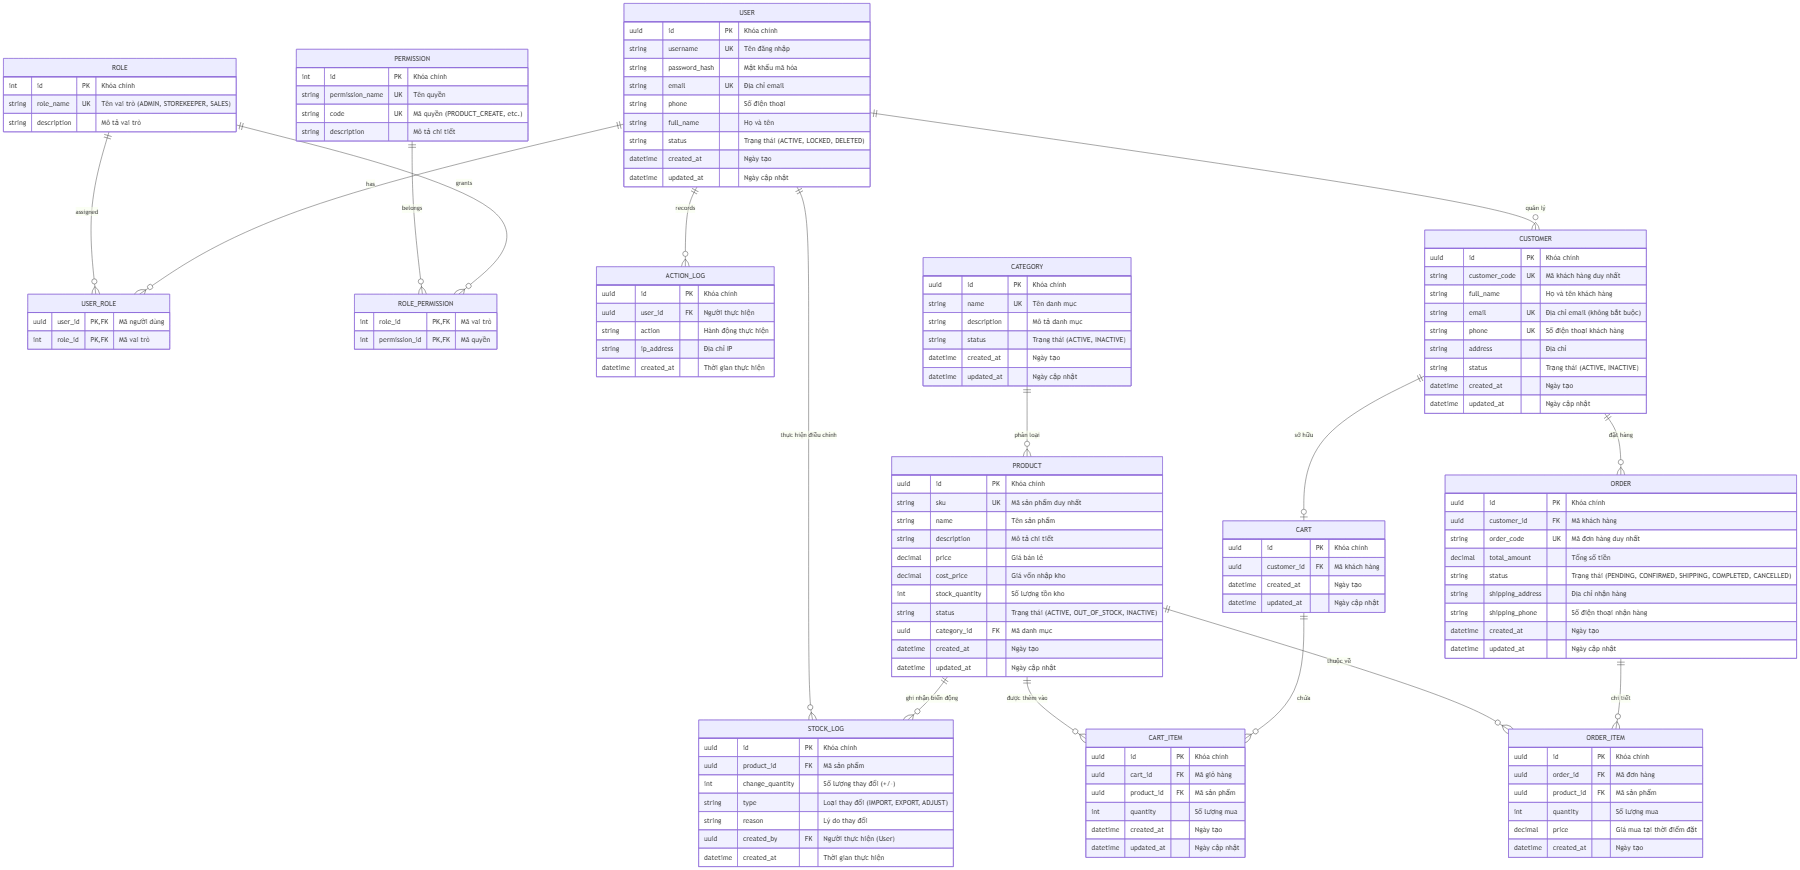 USER
uuid id PK Khóa chính
string username UK Tên đăng nhập
string password_hash Mật khẩu mã hóa
string email UK Địa chỉ email
string phone Số điện thoại
string full_name Họ và tên
string status Trạng thái (ACTIVE, LOCKED, DELETED)
datetime created_at Ngày tạo
datetime updated_at Ngày cập nhật
ROLE
int id PK Khóa chính
string role_name UK Tên vai trò (ADMIN, STOREKEEPER, SALES)
string description Mô tả vai trò
PERMISSION
int id PK Khóa chính
string permission_name UK Tên quyền
string code UK Mã quyền (PRODUCT_CREATE, etc.)
string description Mô tả chi tiết
has
grants
assigned
belongs
records
quản lý
USER_ROLE
uuid user_id PK,FK Mã người dùng
int role_id PK,FK Mã vai trò
ROLE_PERMISSION
int role_id PK,FK Mã vai trò
int permission_id PK,FK Mã quyền
ACTION_LOG
uuid id PK Khóa chính
uuid user_id FK Người thực hiện
string action Hành động thực hiện
string ip_address Địa chỉ IP
datetime created_at Thời gian thực hiện
CATEGORY
uuid id PK Khóa chính
string name UK Tên danh mục
string description Mô tả danh mục
string status Trạng thái (ACTIVE, INACTIVE)
datetime created_at Ngày tạo
datetime updated_at Ngày cập nhật
CUSTOMER
uuid id PK Khóa chính
string customer_code UK Mã khách hàng duy nhất
string full_name Họ và tên khách hàng
string email UK Địa chỉ email (không bắt buộc)
string phone UK Số điện thoại khách hàng
string address Địa chỉ
string status Trạng thái (ACTIVE, INACTIVE)
datetime created_at Ngày tạo
datetime updated_at Ngày cập nhật
thực hiện điều chỉnh
phân loại
sở hữu
đặt hàng
PRODUCT
uuid id PK Khóa chính
string sku UK Mã sản phẩm duy nhất
string name Tên sản phẩm
string description Mô tả chi tiết
decimal price Giá bán lẻ
decimal cost_price Giá vốn nhập kho
int stock_quantity Số lượng tồn kho
string status Trạng thái (ACTIVE, OUT_OF_STOCK, INACTIVE)
uuid category_id FK Mã danh mục
datetime created_at Ngày tạo
datetime updated_at Ngày cập nhật
CART
uuid id PK Khóa chính
uuid customer_id FK Mã khách hàng
datetime created_at Ngày tạo
datetime updated_at Ngày cập nhật
ORDER
uuid id PK Khóa chính
uuid customer_id FK Mã khách hàng
string order_code UK Mã đơn hàng duy nhất
decimal total_amount Tổng số tiền
string status Trạng thái (PENDING, CONFIRMED, SHIPPING, COMPLETED, CANCELLED)
string shipping_address Địa chỉ nhận hàng
string shipping_phone Số điện thoại nhận hàng
datetime created_at Ngày tạo
datetime updated_at Ngày cập nhật
thuộc về
ghi nhận biến động
được thêm vào
chứa
chi tiết
STOCK_LOG
uuid id PK Khóa chính
uuid product_id FK Mã sản phẩm
int change_quantity Số lượng thay đổi (+/ )
string type Loại thay đổi (IMPORT, EXPORT, ADJUST)
string reason Lý do thay đổi
uuid created_by FK Người thực hiện (User)
datetime created_at Thời gian thực hiện
CART_ITEM
uuid id PK Khóa chính
uuid cart_id FK Mã giỏ hàng
uuid product_id FK Mã sản phẩm
int quantity Số lượng mua
datetime created_at Ngày tạo
datetime updated_at Ngày cập nhật
ORDER_ITEM
uuid id PK Khóa chính
uuid order_id FK Mã đơn hàng
uuid product_id FK Mã sản phẩm
int quantity Số lượng mua
decimal price Giá mua tại thời điểm đặt
datetime created_at Ngày tạo